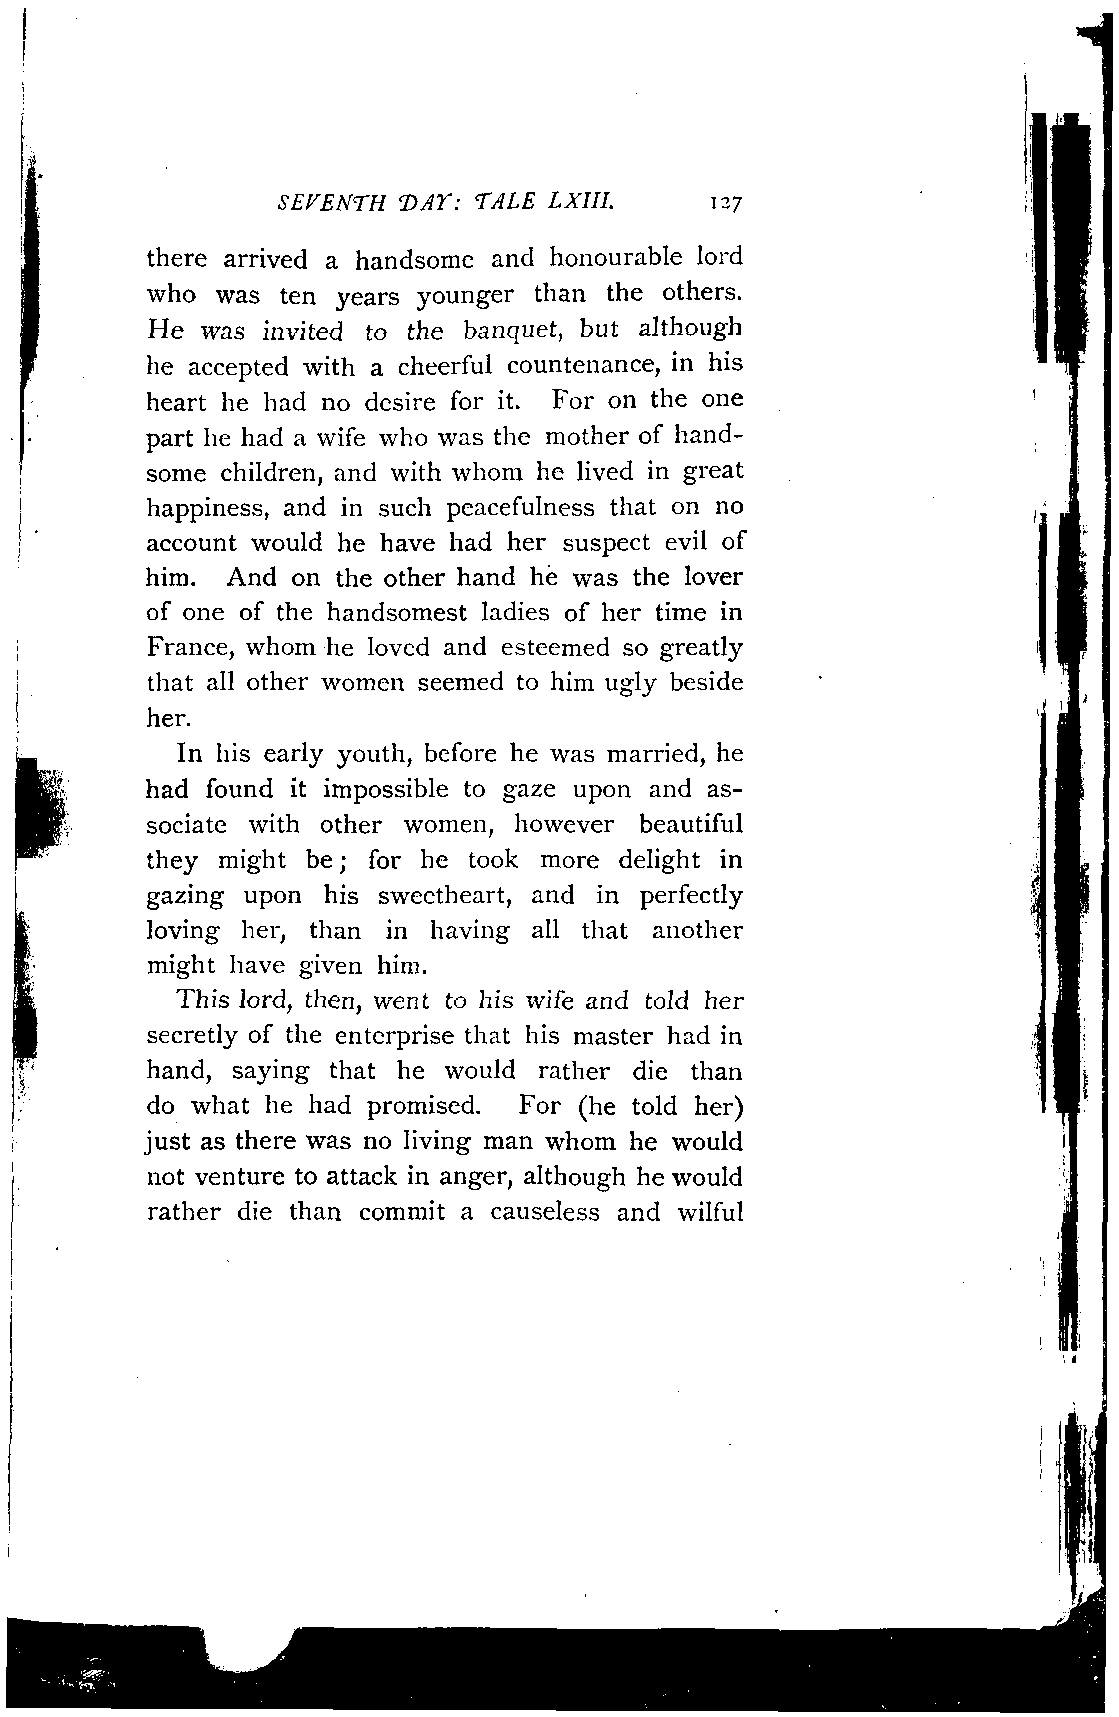 SEVENTH DAY: TALE LXIII. 127
there arrived a handsome and honourable lord
who was ten years younger than the others.
He was invited to the banquet, but although
he accepted with a cheerful countenance, in his
heart he had no desire for it. For on the one
part he had a wife who was the mother of hand-
some children, and with whom he lived in great
happiness, and in such peacefulness that on no
account would he have had her suspect evil of
him. And on the other hand he was the lover
of one of the handsomest ladies of her time in
France, whom he loved and esteemed so greatly
that all other women seemed to him ugly beside
her.
In his early youth, before he was married, he
had found it impossible to gaze upon and as-
sociate with other women, however beautiful
they might be; for he took more delight in
gazing upon his sweetheart, and in perfectly
loving her, than in having all that another
might have given him.
This lord, then, went to his wife and told her
secretly of the enterprise that his master had in
hand, saying that he would rather die than
do what he had promised. For (he told her)
just as there was no living man whom he would
not venture to attack in anger, although he would
rather die than commit a causeless and wilful